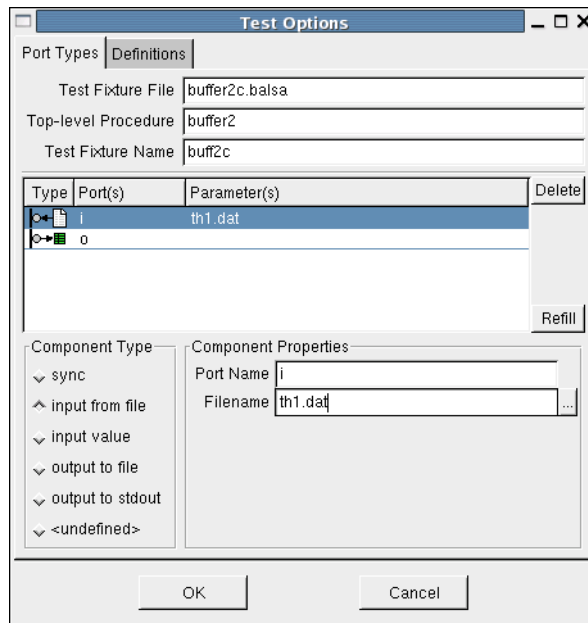 Test Options
Port Types Definitions
Test Fixture File buffer2c.balsa
Top-level Procedure buffer2
Test Fixture Name buff2c
Type Port(s) Parameter(s) Delete
i th1.dat
o
Refill
Component Type
sync
input from file
input value
output to file
output to stdout
<undefined>
Component Properties
Port Name i
Filename th1.dat ...
OK Cancel